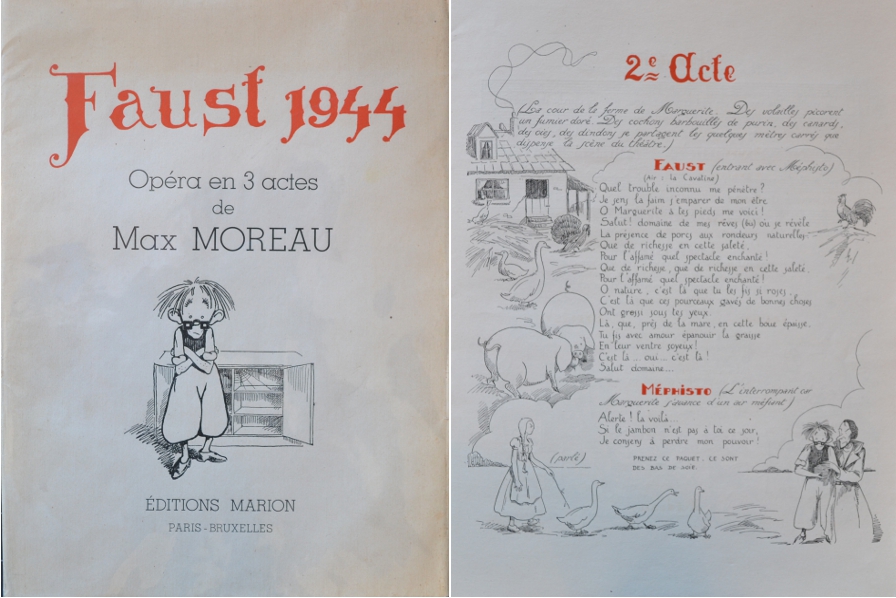 Faust 1944
Opéra en 3 actes
de
Max MOREAU
ÉDITIONS MARION
PARIS-BRUXELLES
2e Acte
(La cour de la ferme de Marguerite. Des volailles picorent
un fumier doré. Des cochons barbouillés de purin, des canards,
des oies, des dindons se partagent les quelques mètres carrés que
dispense la scène du théâtre.)
FAUST (entrant avec Méphisto)
(Air : la Cavatine)
Quel trouble inconnu me pénètre ?
Je sens la faim s'emparer de mon être
O Marguerite à tes pieds me voici !
Salut ! domaine de mes rêves (bis) où se révèle
La présence de porcs aux rondeurs naturelles
Que de richesse en cette saleté.
Pour l'affamé quel spectacle enchanté !
Que de richesse, que de richesse en cette saleté.
Pour l'affamé quel spectacle enchanté !
O nature, c'est là que tu les fis si roses,
C'est là que ces pourceaux gavés de bonnes choses
Ont grossi sous tes yeux.
Là, que, près de la mare, en cette boue épaisse,
Tu fis avec amour épanouir la graisse
En leur ventre soyeux !
C'est là ... oui ... c'est là !
Salut domaine ...
MÉPHISTO (L'interrompant car
Marguerite s'avance d'un air méfiant)
Alerte ! la voilà ...
Si le jambon n'est pas à toi ce jour,
Je consens à perdre mon pouvoir !
(parlé) PRENEZ CE PAQUET. CE SONT
DES BAS DE SOIE.